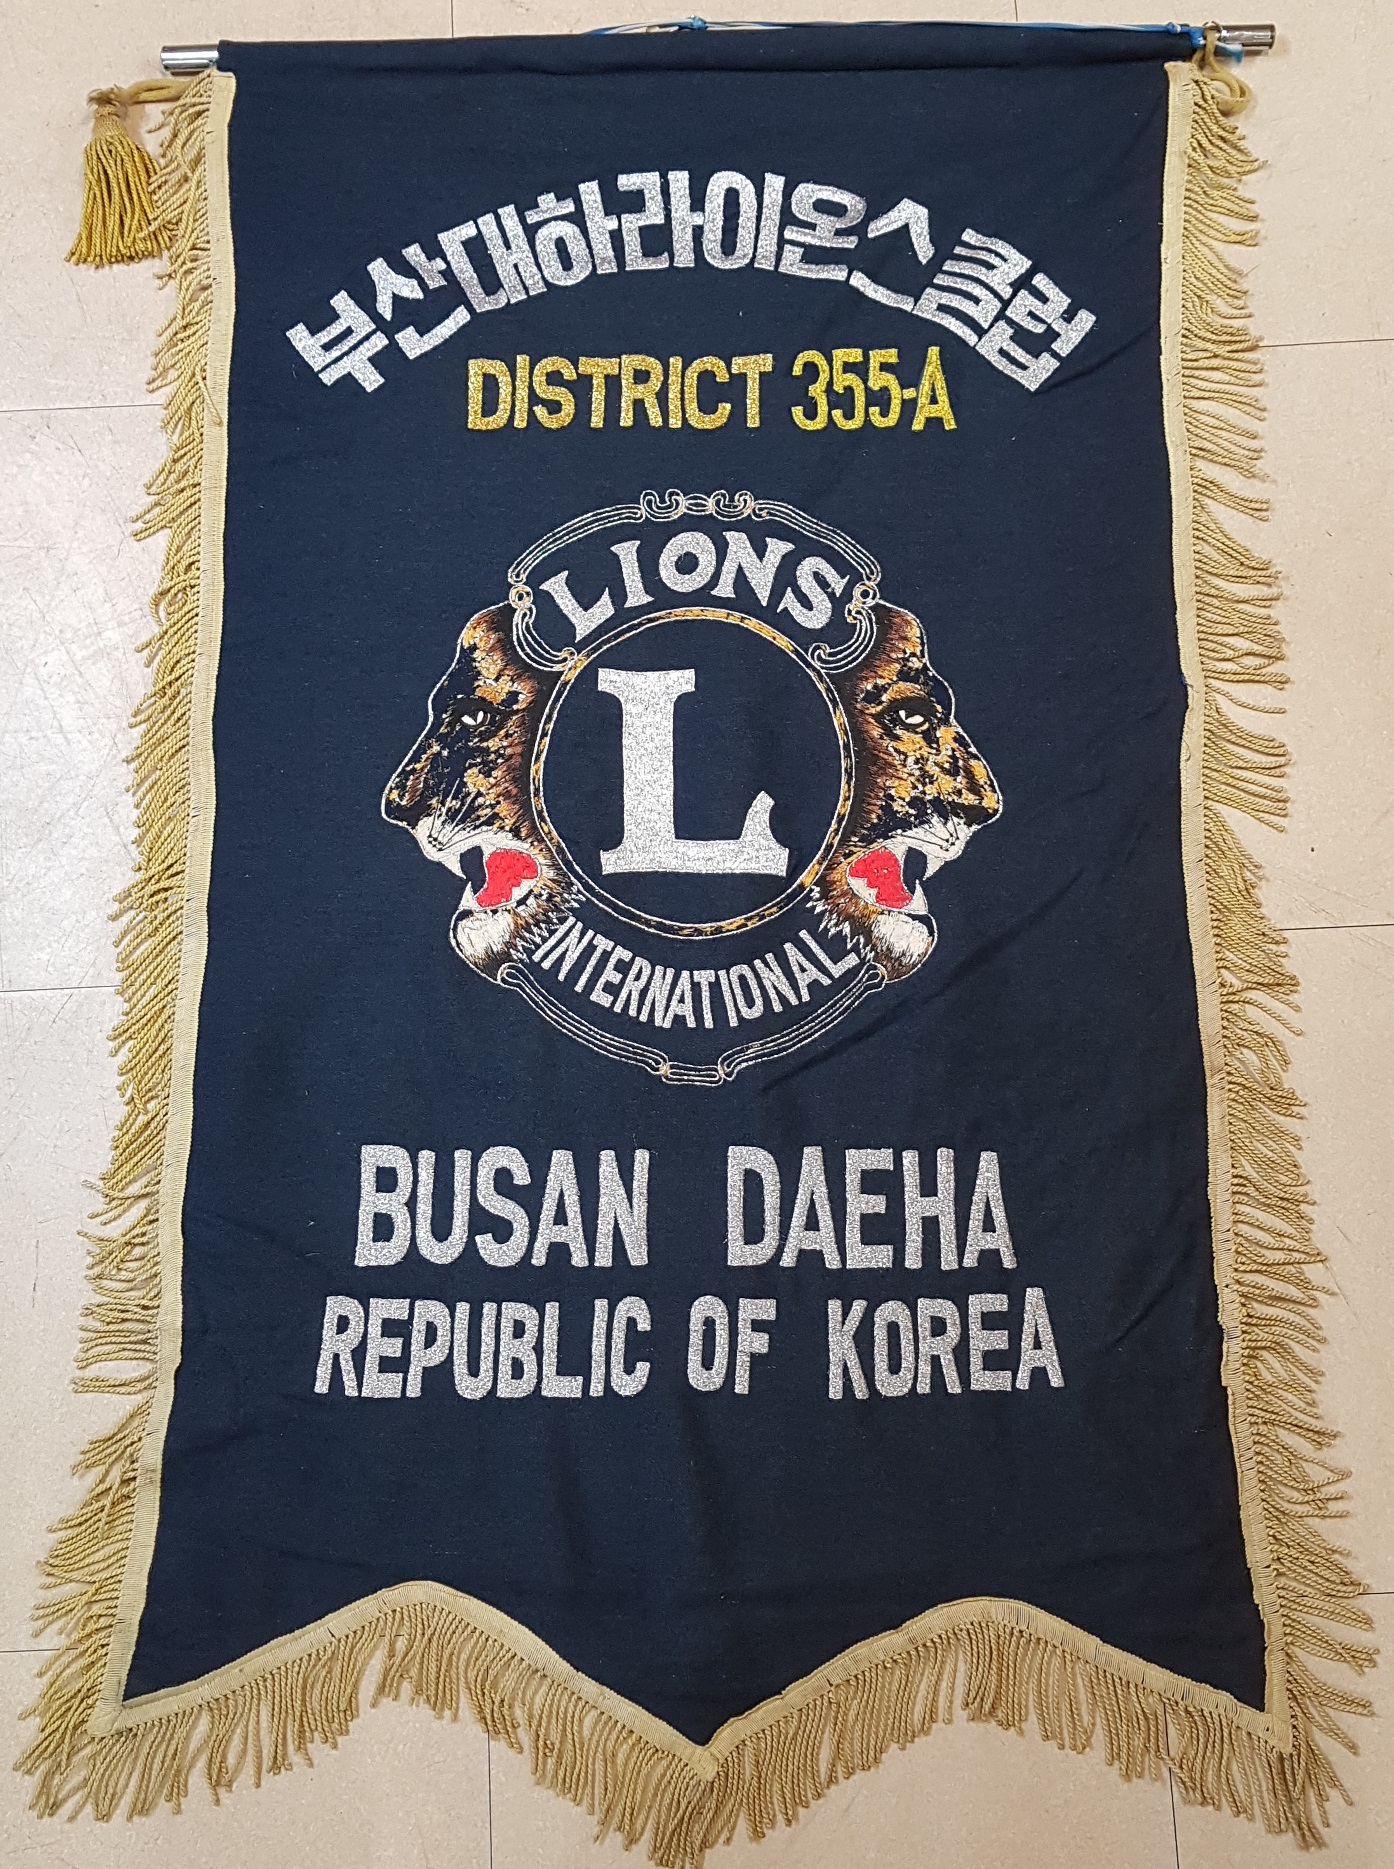 부산대하라이온스클럽
DISTRICT 355-A
LIONS
L
INTERNATIONAL
BUSAN DAEHA
REPUBLIC OF KOREA